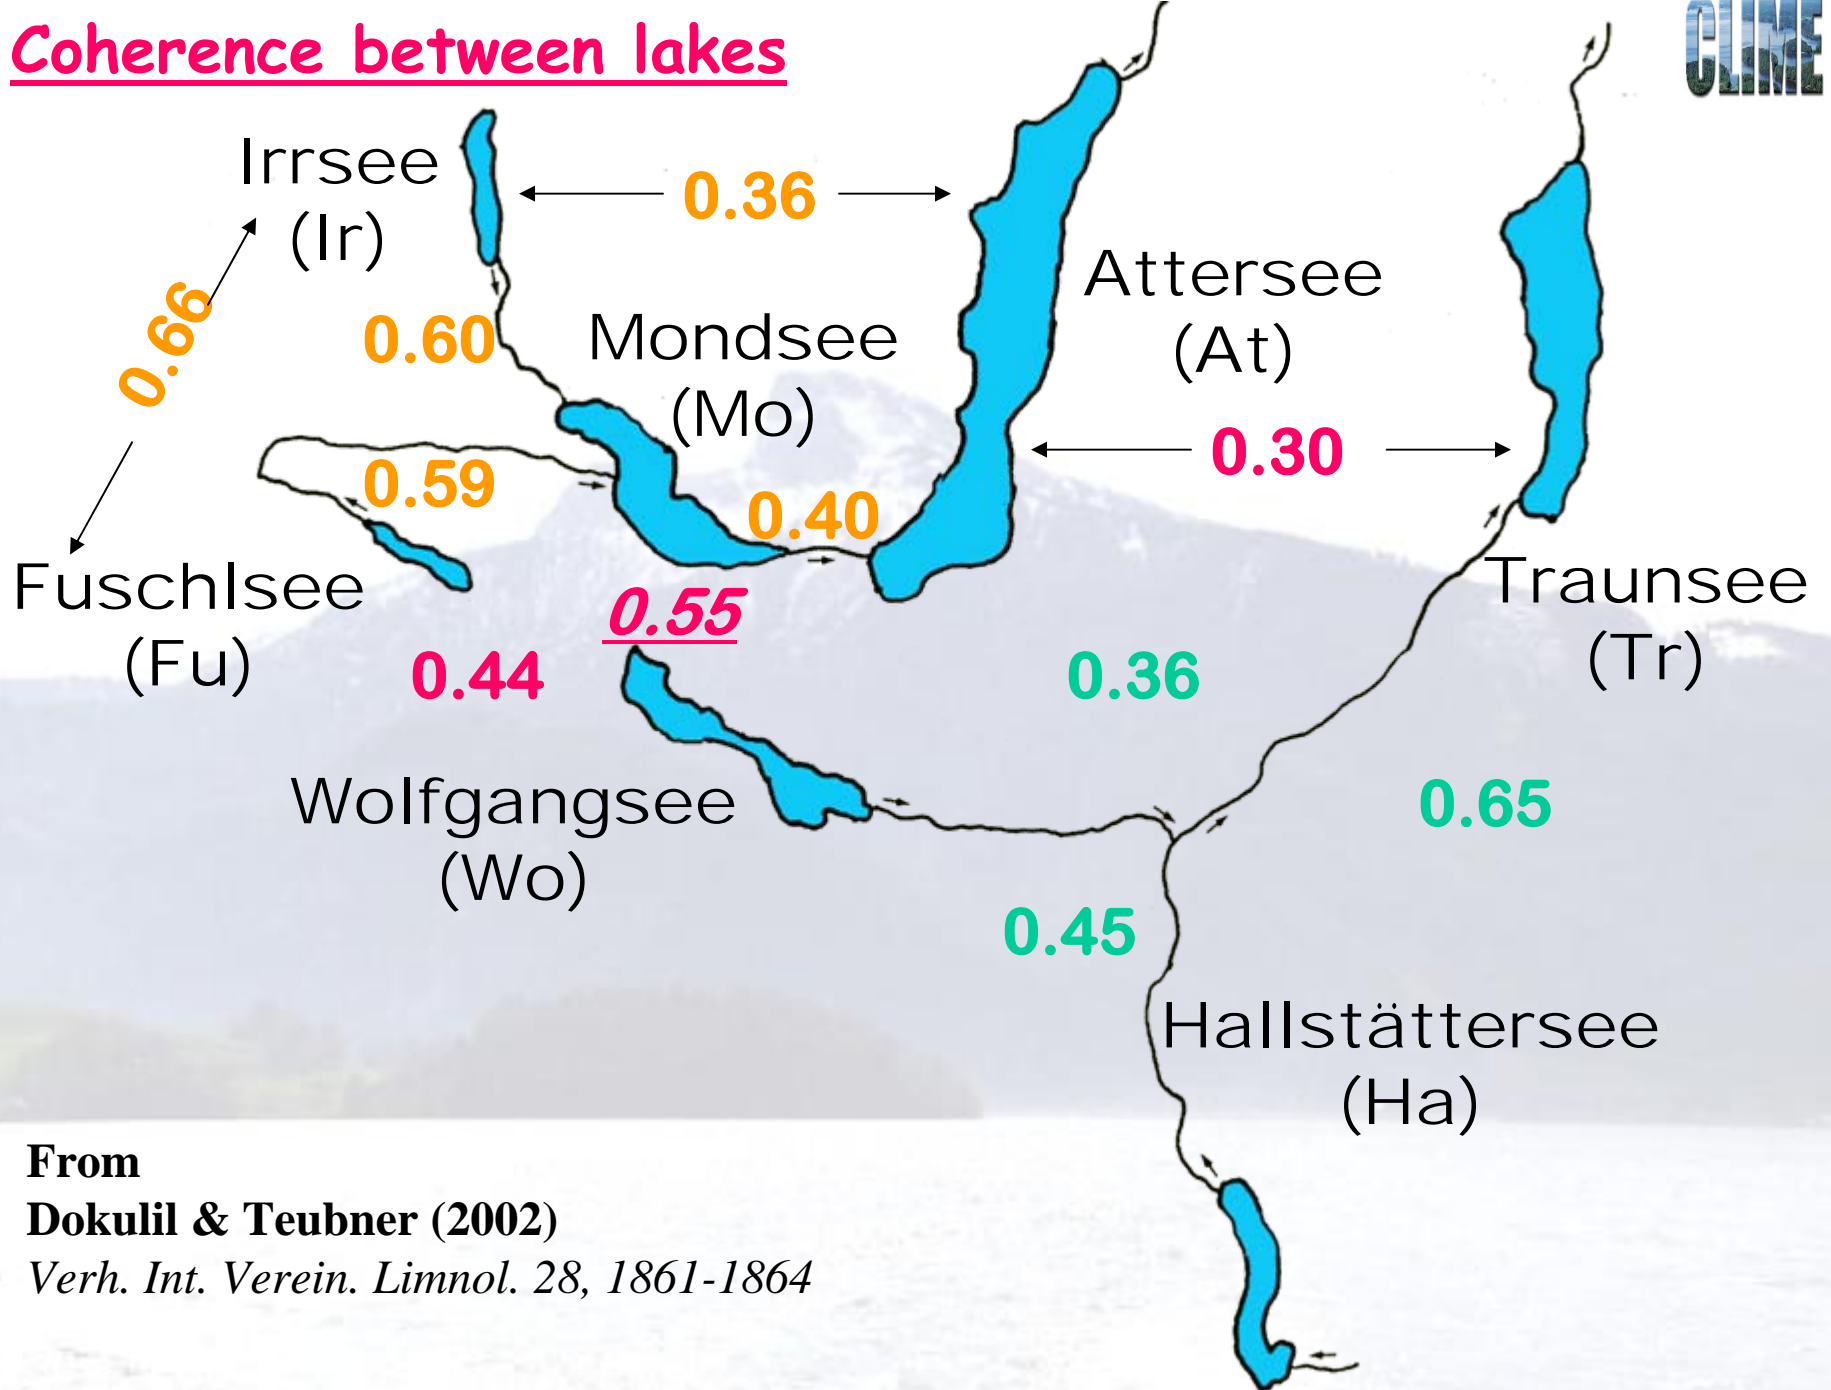 Coherence between lakes
CLIME
Irrsee
(Ir)
0.36
0.66
0.60
Mondsee
(Mo)
Attersee
(At)
0.30
0.59
0.40
Fuschlsee
(Fu)
0.55
0.44
0.36
Traunsee
(Tr)
Wolfgangsee
(Wo)
0.65
0.45
Hallstättersee
(Ha)
From
Dokulil & Teubner (2002)
Verh. Int. Verein. Limnol. 28, 1861-1864